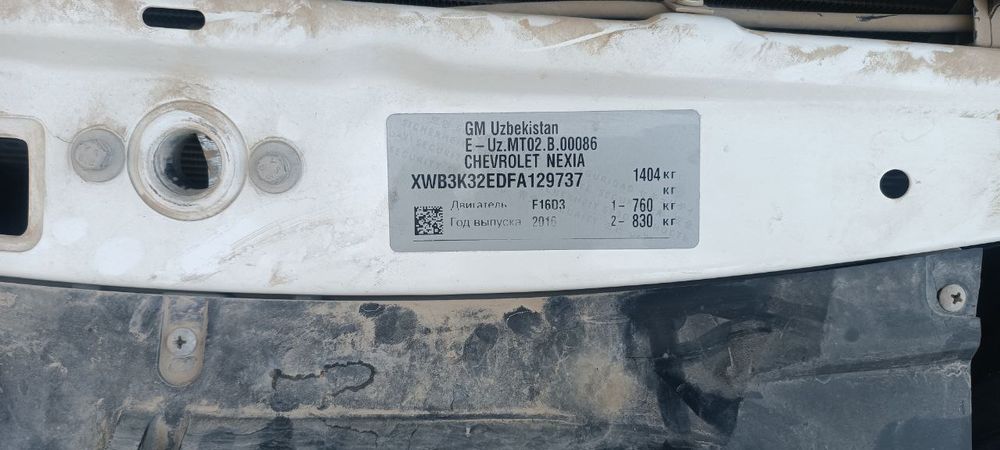 GM Uzbekistan
E-Uz.MT02.B.00086
CHEVROLET NEXIA
XWB3K32EDFA129737 1404 кг
кг
Двигатель F16D3 1- 760 кг
Год выпуска 2016 2- 830 кг